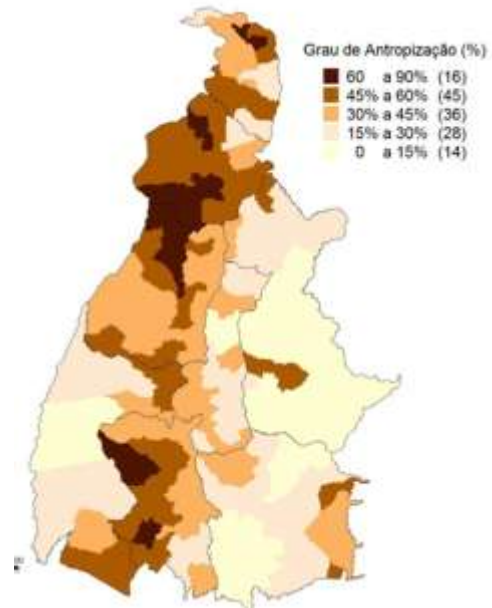 Grau de Antropização (%)
60 a 90% (16)
45% a 60% (45)
30% a 45% (36)
15% a 30% (28)
0 a 15% (14)